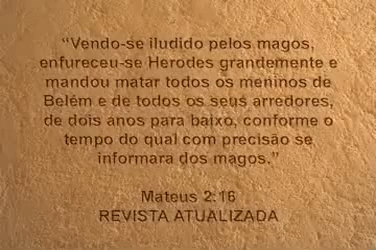 “Vendo-se iludido pelos magos,
enfureceu-se Herodes grandemente e
mandou matar todos os meninos de
Belém e de todos os seus arredores,
de dois anos para baixo, conforme o
tempo do qual com precisão se
informara dos magos.”
Mateus 2:16
REVISTA ATUALIZADA